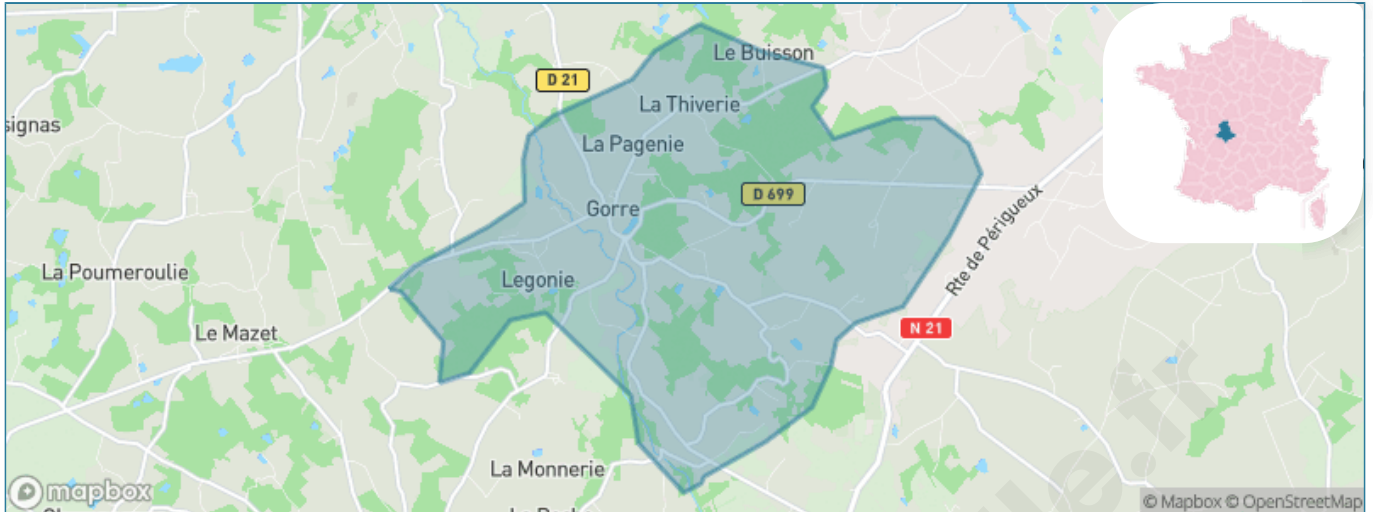 Le Buisson
D 21
La Thiverie
signas
La Pagenie
D 699
Gorre
Rte de Périgueux
La Poumeroulie
Legonie
N 21
Le Mazet
La Monnerie
mapbox
© Mapbox © OpenStreetMap